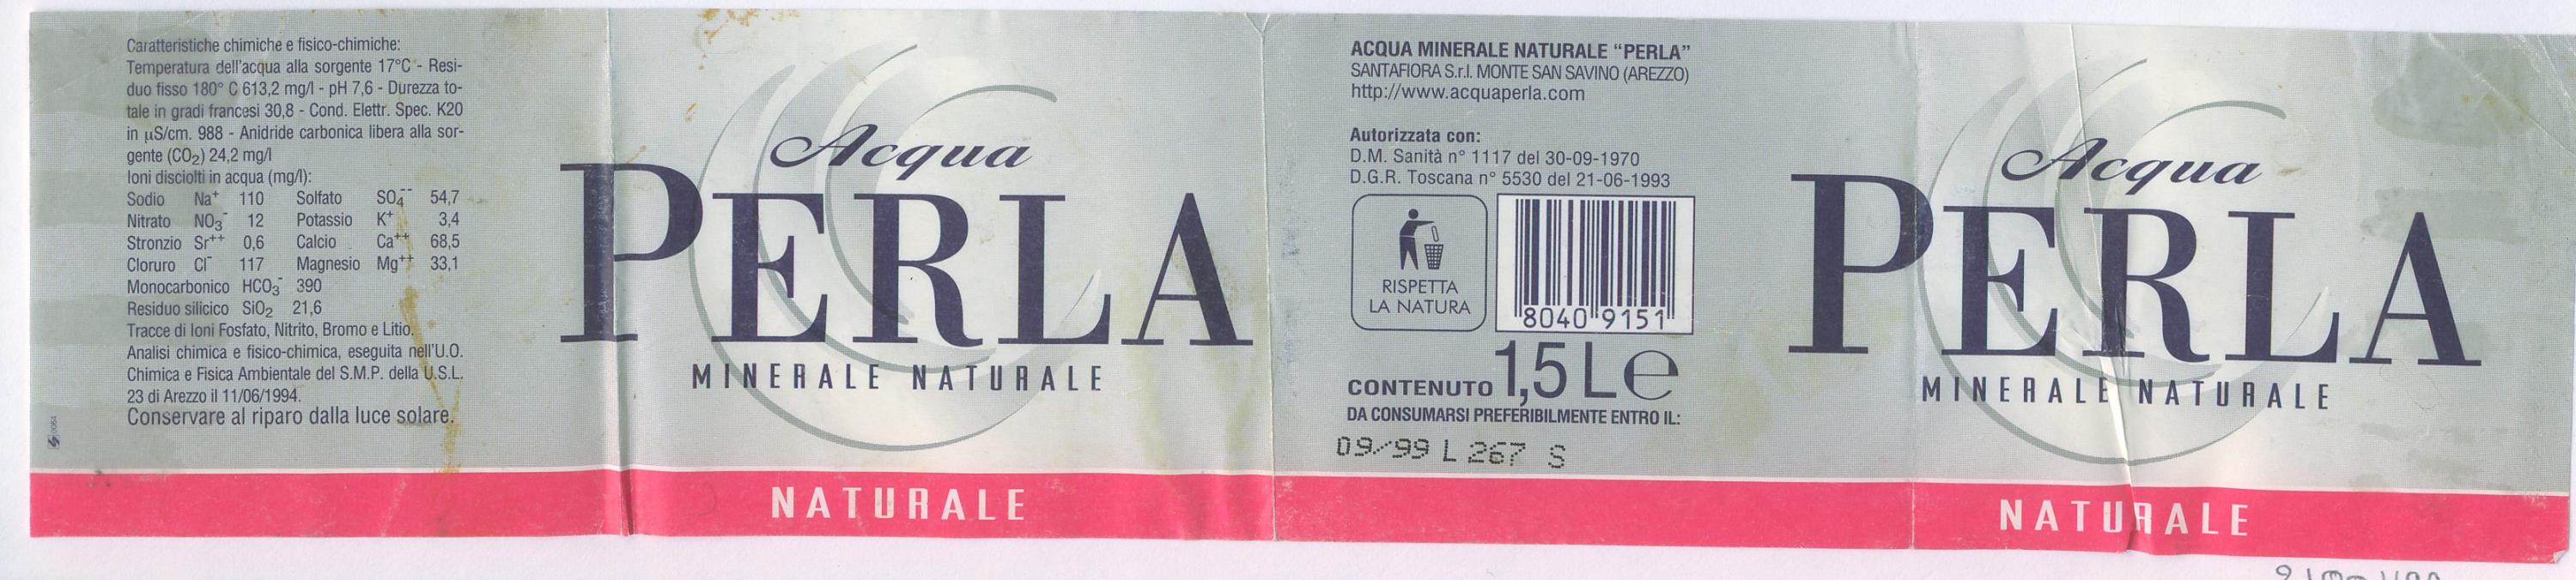 Caratteristiche chimiche e fisico-chimiche:
Temperatura dell'acqua alla sorgente 17°C - Resi-
duo fisso 180° C 613,2 mg/l - pH 7,6 - Durezza to-
tale in gradi francesi 30,8 - Cond. Elettr. Spec. K20
in µS/cm. 988 - Anidride carbonica libera alla sor-
gente (CO₂) 24,2 mg/l
Ioni disciolti in acqua (mg/l):
Sodio Na⁺ 110 Solfato SO₄⁻⁻ 54,7
Nitrato NO₃⁻ 12 Potassio K⁺ 3,4
Stronzio Sr⁺⁺ 0,6 Calcio Ca⁺⁺ 68,5
Cloruro Cl⁻ 117 Magnesio Mg⁺⁺ 33,1
Monocarbonico HCO₃⁻ 390
Residuo silicico SiO₂ 21,6
Tracce di Ioni Fosfato, Nitrito, Bromo e Litio.
Analisi chimica e fisico-chimica, eseguita nell'U.O.
Chimica e Fisica Ambientale del S.M.P. della U.S.L.
23 di Arezzo il 11/06/1994.
Conservare al riparo dalla luce solare.
Acqua
PERLA
MINERALE NATURALE
NATURALE
ACQUA MINERALE NATURALE “PERLA”
SANTAFIORA S.r.l. MONTE SAN SAVINO (AREZZO)
http://www.acquaperla.com
Autorizzata con:
D.M. Sanità n° 1117 del 30-09-1970
D.G.R. Toscana n° 5530 del 21-06-1993
RISPETTA
LA NATURA
8040 9151
CONTENUTO 1,5 L e
DA CONSUMARSI PREFERIBILMENTE ENTRO IL:
09/99 L 267 S
Acqua
PERLA
MINERALE NATURALE
NATURALE